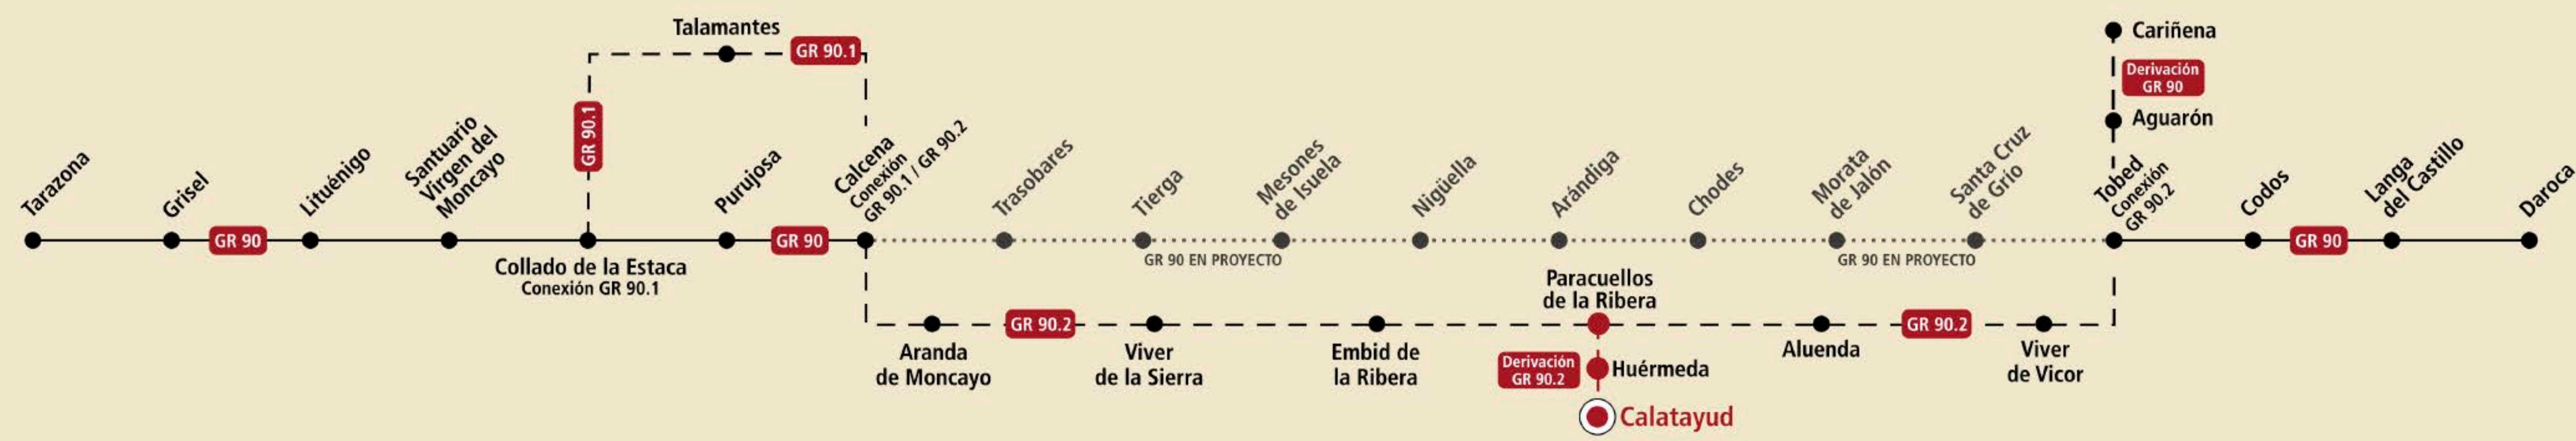 Talamantes
GR 90.1
GR 90.1
Cariñena
Derivación
GR 90
Aguarón
Tarazona
Grisel
GR 90
Lituénigo
Santuario
Virgen del
Moncayo
Collado de la Estaca
Conexión GR 90.1
Purujosa
GR 90
Calcena
Conexión
GR 90.1 / GR 90.2
Trasobares
Tierga
GR 90 EN PROYECTO
Mesones
de Isuela
Nigüella
Arándiga
Chodes
Morata
de Jalón
GR 90 EN PROYECTO
Santa Cruz
de Grío
Tobed
Conexión
GR 90.2
Codos
GR 90
Langa
del Castillo
Daroca
Aranda
de Moncayo
GR 90.2
Viver
de la Sierra
Embid de
la Ribera
Paracuellos
de la Ribera
Derivación
GR 90.2
Huérmeda
Calatayud
Aluenda
GR 90.2
Viver
de Vicor